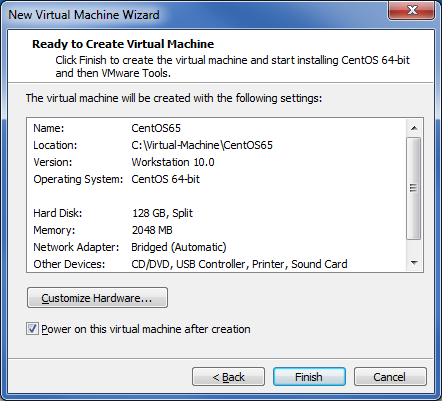 New Virtual Machine Wizard
Ready to Create Virtual Machine
Click Finish to create the virtual machine and start installing CentOS 64-bit
and then VMware Tools.
The virtual machine will be created with the following settings:
Name: CentOS65
Location: C:\Virtual-Machine\CentOS65
Version: Workstation 10.0
Operating System: CentOS 64-bit
Hard Disk: 128 GB, Split
Memory: 2048 MB
Network Adapter: Bridged (Automatic)
Other Devices: CD/DVD, USB Controller, Printer, Sound Card
Customize Hardware...
Power on this virtual machine after creation
< Back Finish Cancel